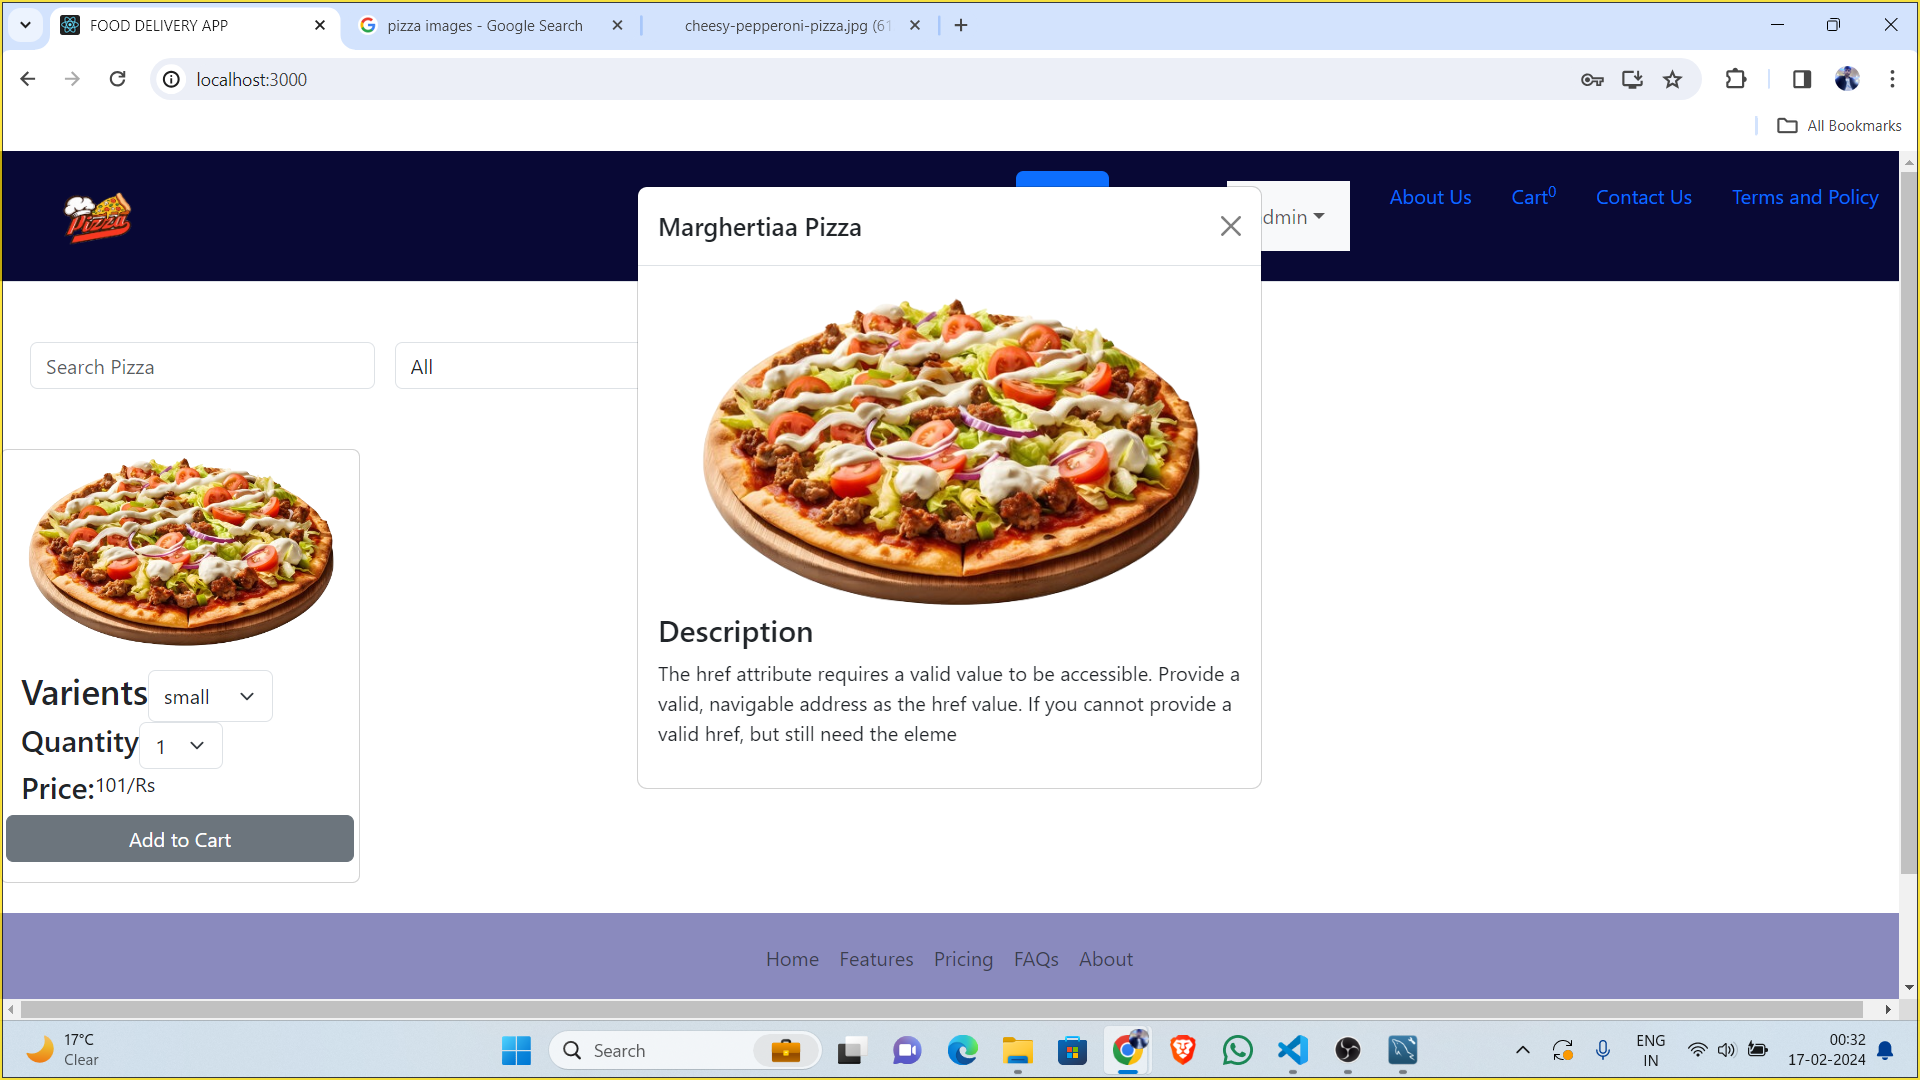 FOOD DELIVERY APP
pizza images - Google Search
cheesy-pepperoni-pizza.jpg (61
localhost:3000
All Bookmarks
Pizza
dmin
About Us
Cart0
Contact Us
Terms and Policy
Marghertiaa Pizza
Search Pizza
All
Description
The href attribute requires a valid value to be accessible. Provide a
valid, navigable address as the href value. If you cannot provide a
valid href, but still need the eleme
Varients small
Quantity 1
Price:101/Rs
Add to Cart
Home Features Pricing FAQs About
17°C
Clear
Search
ENG
IN
00:32
17-02-2024